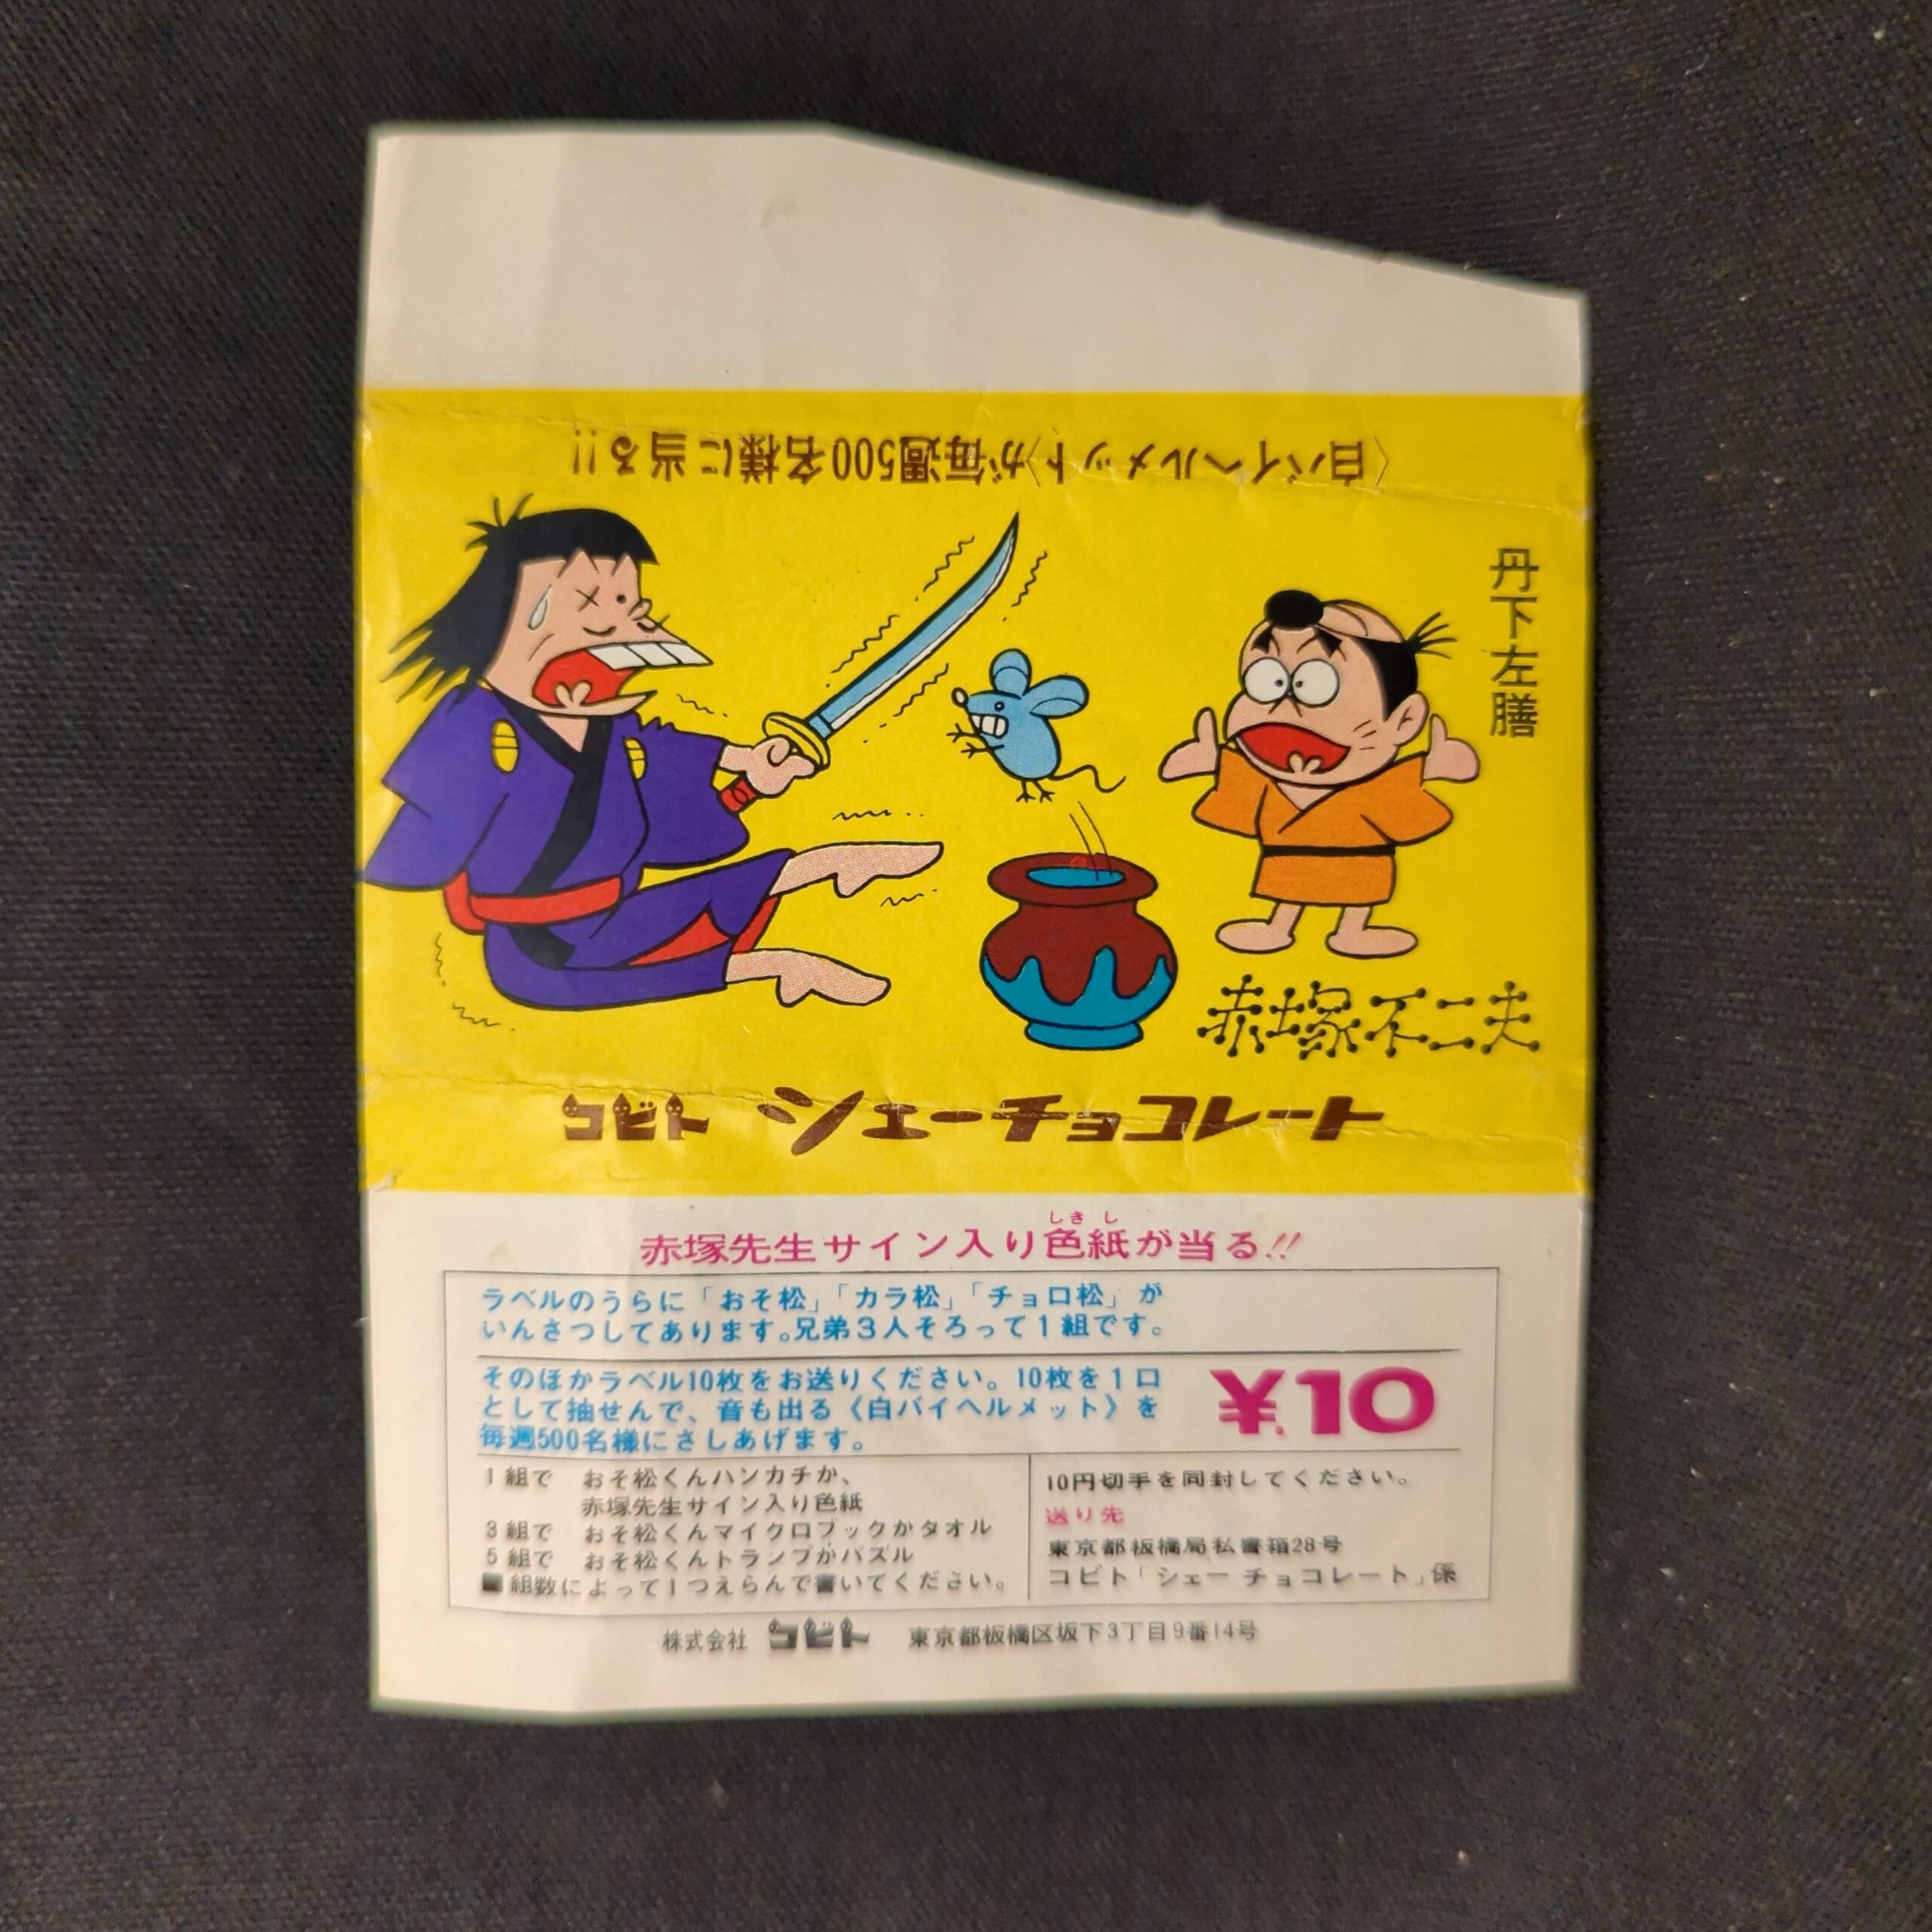 〈白バイヘルメット〉が毎週500名様に当る!!
丹下左膳
赤塚不二夫
コビト シェーチョコレート
しきし
赤塚先生サイン入り色紙が当る!!
ラベルのうらに「おそ松」「カラ松」「チョロ松」が
いんさつしてあります。兄弟3人そろって1組です。
そのほかラベル10枚をお送りください。10枚を1口
として抽せんで、音も出る《白バイヘルメット》を
毎週500名様にさしあげます。
¥10
1組で おそ松くんハンカチか、
赤塚先生サイン入り色紙
3組で おそ松くんマイクロブックかタオル
5組で おそ松くんトランプかパズル
■組数によって1つえらんで書いてください。
10円切手を同封してください。
送り先
東京都板橋局私書箱28号
コビト「シェー チョコレート」係
株式会社 コビト 東京都板橋区坂下3丁目9番14号